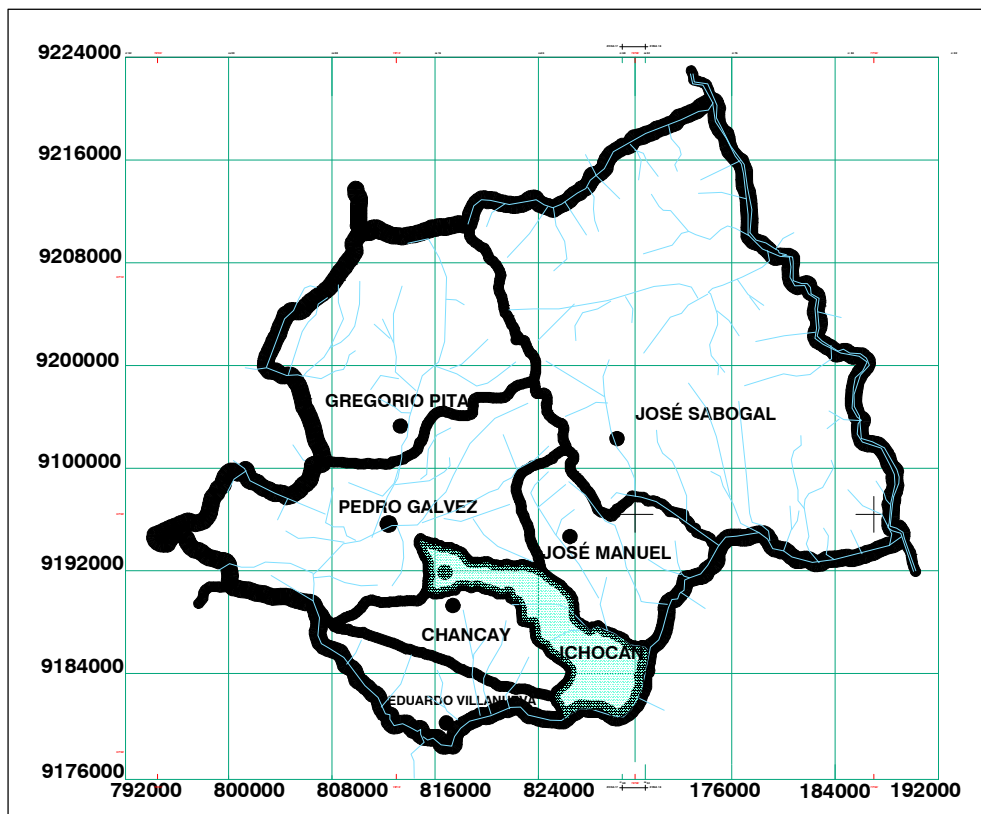 9224000
9216000
9208000
9200000
GREGORIO PITA
JOSÉ SABOGAL
9100000
PEDRO GALVEZ
JOSÉ MANUEL
9192000
CHANCAY
ICHOCAN
9184000
EDUARDO VILLANUEVA
9176000
792000 800000 808000 816000 824000 176000 184000 192000